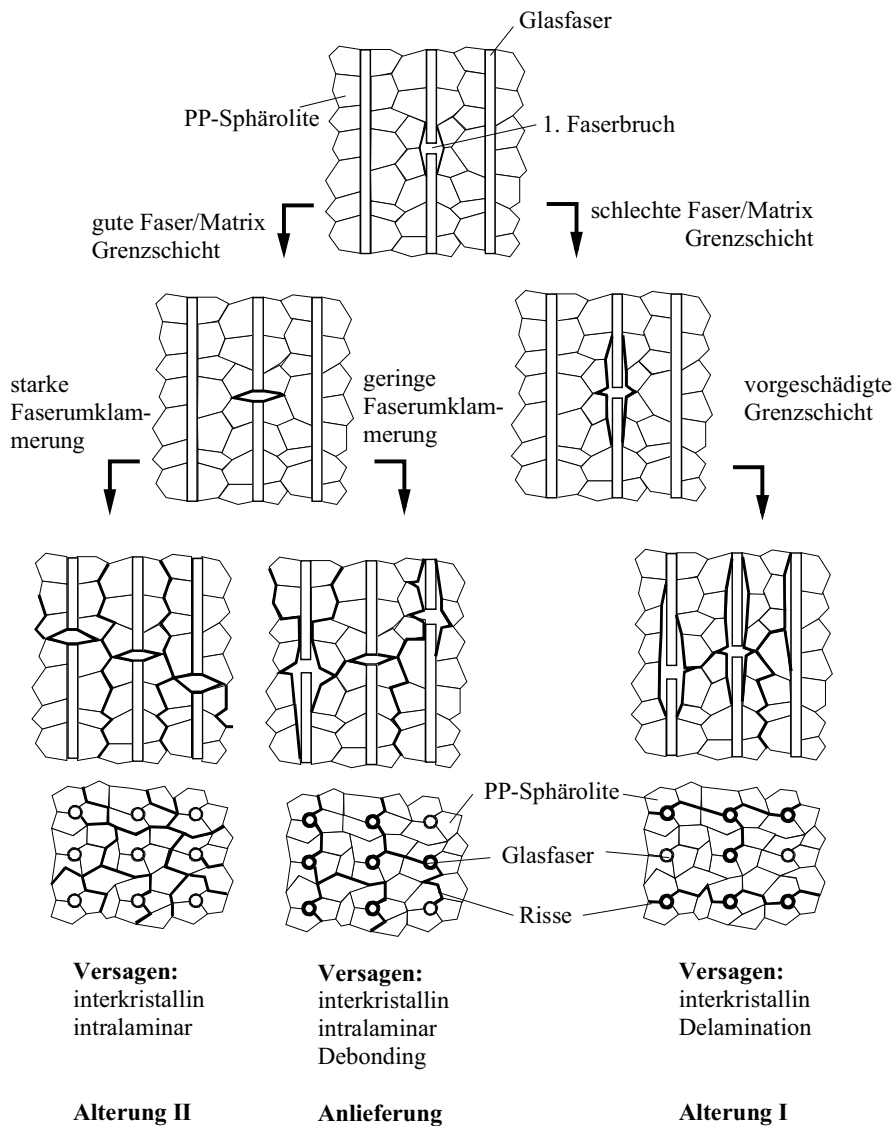 Glasfaser
PP-Sphärolite
1. Faserbruch
gute Faser/Matrix
Grenzschicht
schlechte Faser/Matrix
Grenzschicht
starke
Faserumklam-
merung
geringe
Faserumklam-
merung
vorgeschädigte
Grenzschicht
PP-Sphärolite
Glasfaser
Risse
Versagen:
interkristallin
intralaminar
Versagen:
interkristallin
intralaminar
Debonding
Versagen:
interkristallin
Delamination
Alterung II
Anlieferung
Alterung I